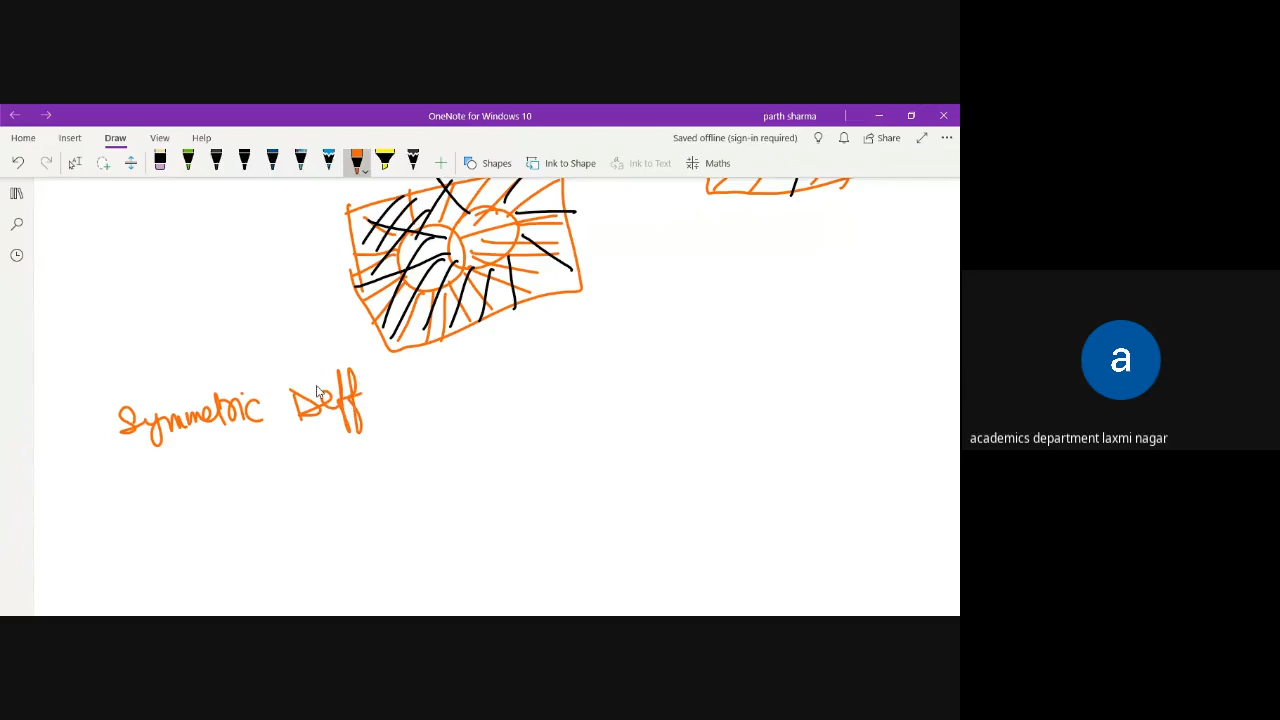 OneNote for Windows 10
parth sharma
Home Insert Draw View Help
Saved offline (sign-in required)
Share
Shapes
Ink to Shape
Ink to Text
Maths
Symmetric Deff
a
academics department laxmi nagar